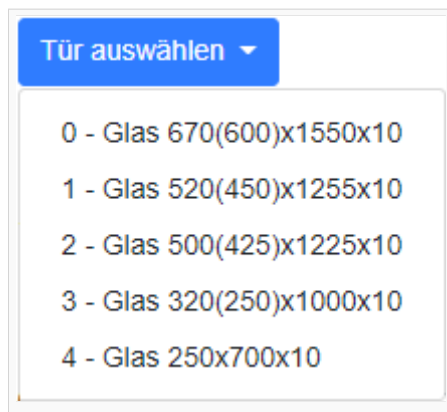 Tür auswählen
0 - Glas 670(600)x1550x10
1 - Glas 520(450)x1255x10
2 - Glas 500(425)x1225x10
3 - Glas 320(250)x1000x10
4 - Glas 250x700x10